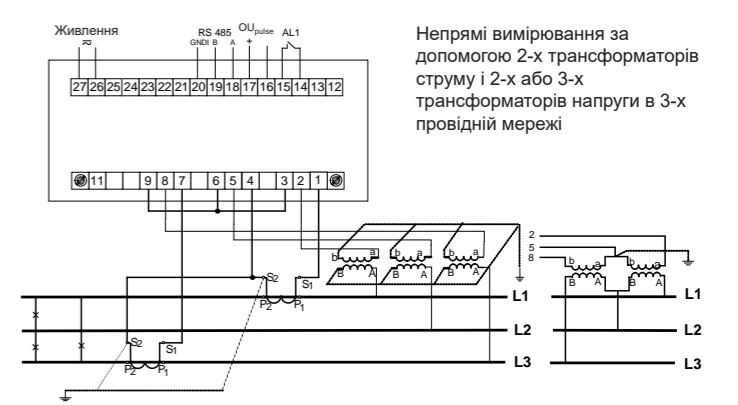 Живлення
RS 485 OUpulse AL1
GNDI B A +
Непрямі вимірювання за
допомогою 2-х трансформаторів
струму і 2-х або 3-х
трансформаторів напруги в 3-х
провідній мережі
27 26 25 24 23 22 21 20 19 18 17 16 15 14 13 12
11 9 8 7 6 5 4 3 2 1
b a b a b a
B A B A B A
2
5
8
b a b a
B A B A
S2 S1
P2 P1
L1 L1
L2 L2
S2 S1
P2 P1
L3 L3